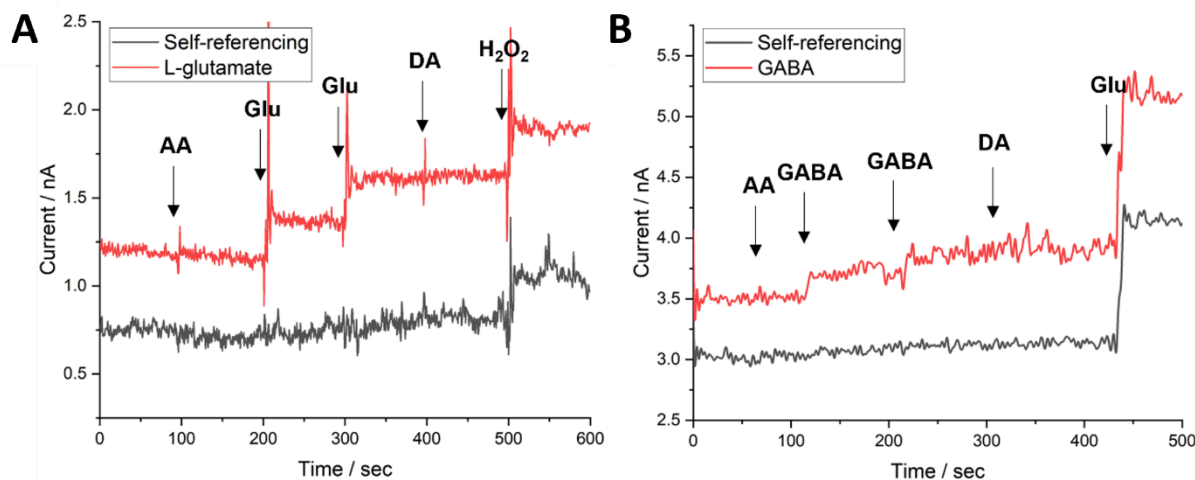 A
2.5
2.0
1.5
1.0
0.5
Current / nA
Self-referencing
L-glutamate
AA
Glu
Glu
DA
H₂O₂
0 100 200 300 400 500 600
Time / sec
B
5.5
5.0
4.5
4.0
3.5
3.0
2.5
Current / nA
Self-referencing
GABA
AA
GABA
GABA
DA
Glu
0 100 200 300 400 500
Time / sec